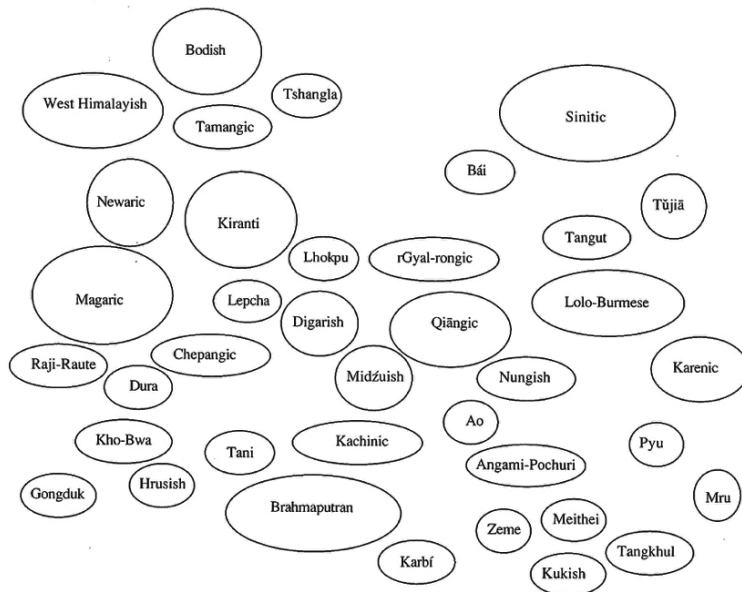 Bodish
West Himalayish
Tshangla
Tamangic
Sinitic
Bái
Newaric
Kiranti
Tǔjiā
Tangut
Lhokpu
rGyal-rongic
Magaric
Lepcha
Digarish
Qiāngic
Lolo-Burmese
Raji-Raute
Chepangic
Dura
Midźuish
Nungish
Karenic
Ao
Kho-Bwa
Tani
Kachinic
Pyu
Angami-Pochuri
Gongduk
Hrusish
Mru
Brahmaputran
Zeme
Meithei
Tangkhul
Karbí
Kukish